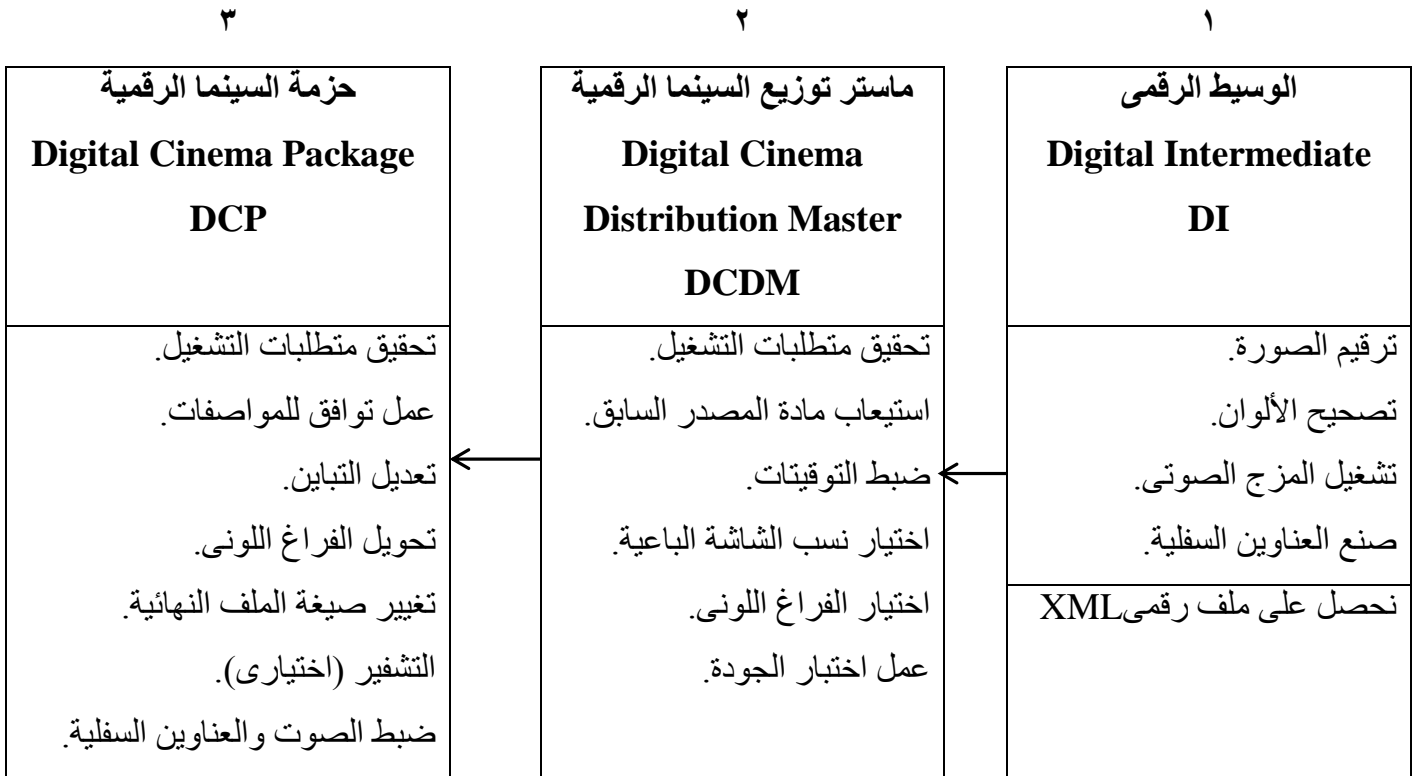 ١
٢
٣
الوسيط الرقمى
Digital Intermediate
DI
ترقيم الصورة.
تصحيح الألوان.
تشغيل المزج الصوتى.
صنع العناوين السفلية.
نحصل على ملف رقمىXML
ماستر توزيع السينما الرقمية
Digital Cinema
Distribution Master
DCDM
تحقيق متطلبات التشغيل.
استيعاب مادة المصدر السابق.
ضبط التوقيتات.
اختيار نسب الشاشة الباعية.
اختيار الفراغ اللونى.
عمل اختبار الجودة.
حزمة السينما الرقمية
Digital Cinema Package
DCP
تحقيق متطلبات التشغيل.
عمل توافق للمواصفات.
تعديل التباين.
تحويل الفراغ اللونى.
تغيير صيغة الملف النهائية.
التشفير (اختيارى).
ضبط الصوت والعناوين السفلية.